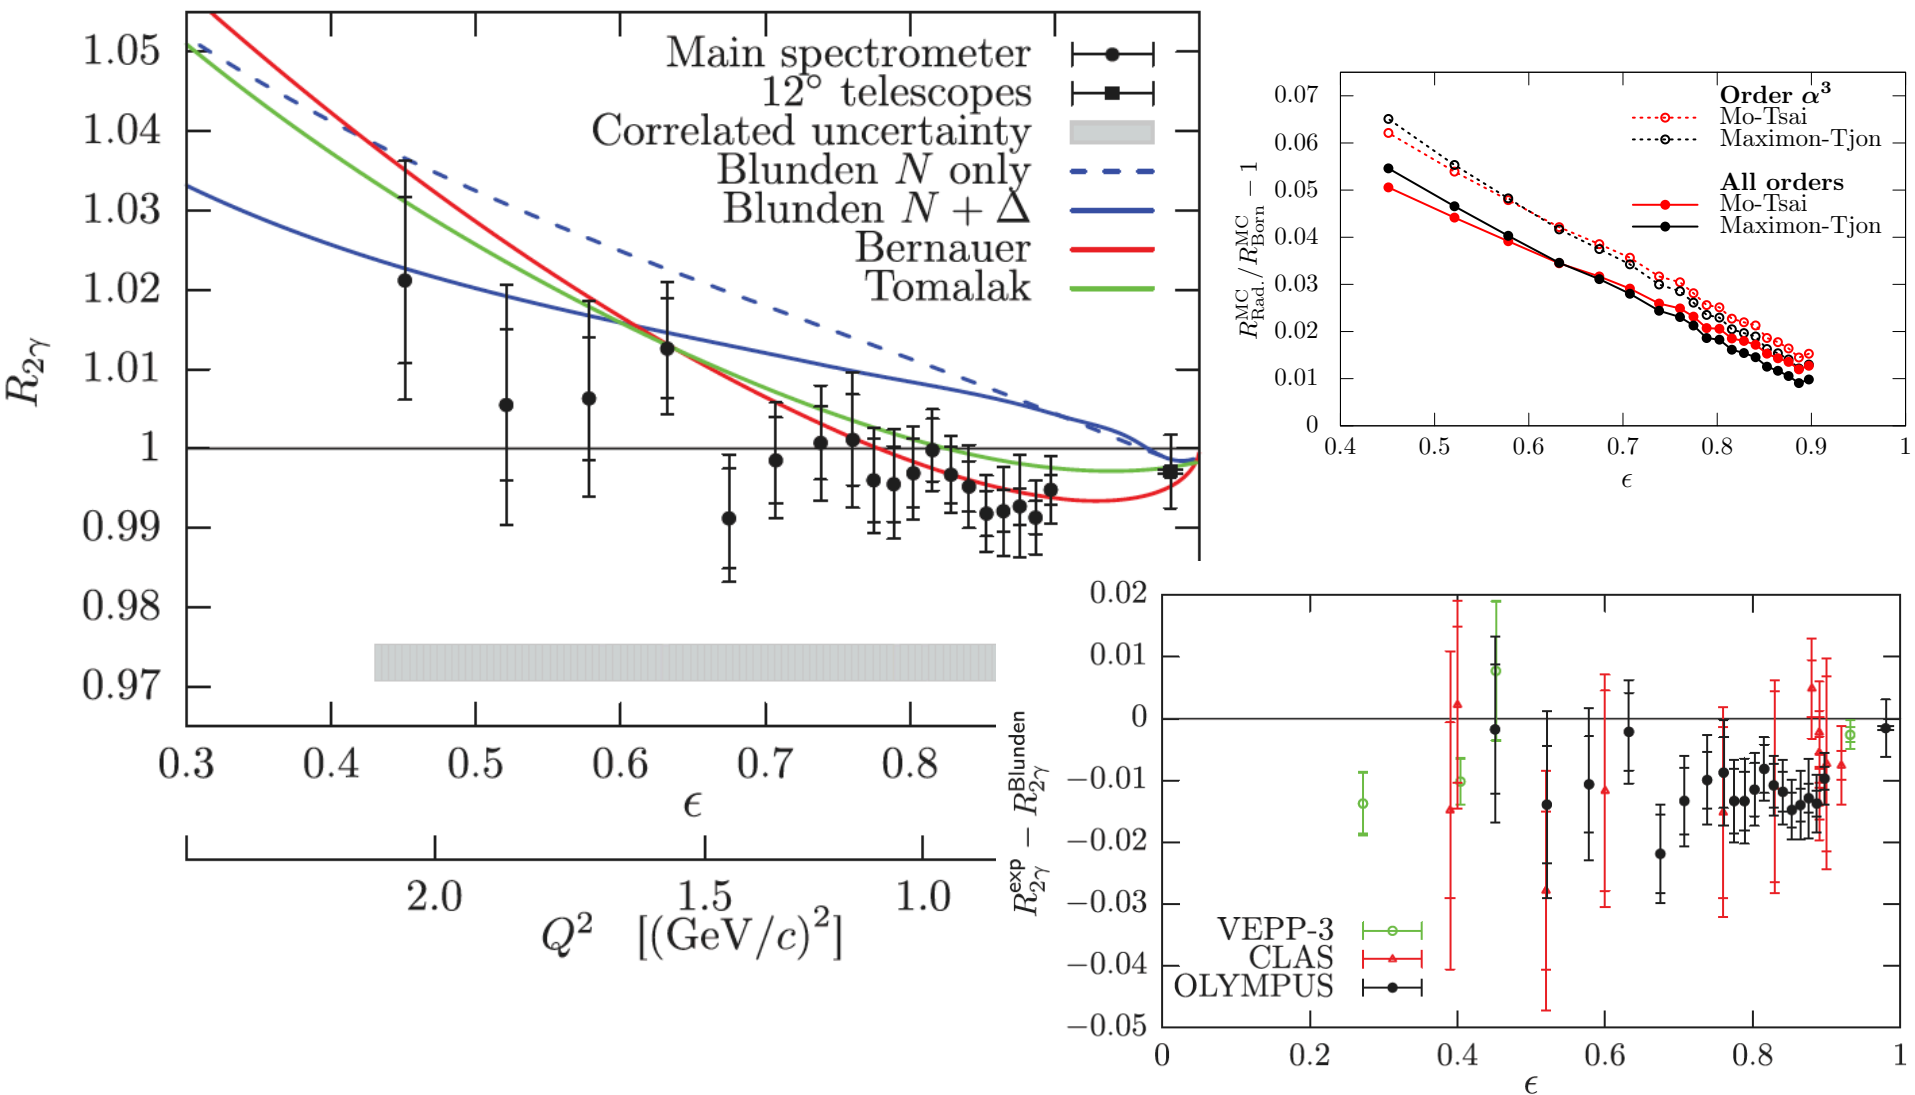 1.05
1.04
1.03
1.02
1.01
1
0.99
0.98
0.97
R2γ
Main spectrometer
12° telescopes
Correlated uncertainty
Blunden N only
Blunden N + Δ
Bernauer
Tomalak
0.3 0.4 0.5 0.6 0.7 0.8
ϵ
2.0 1.5 1.0
Q² [(GeV/c)²]
0.07
0.06
0.05
0.04
0.03
0.02
0.01
0
R^MC_Rad./R^MC_Born − 1
Order α³
Mo-Tsai
Maximon-Tjon
All orders
Mo-Tsai
Maximon-Tjon
0.4 0.5 0.6 0.7 0.8 0.9 1
ϵ
0.02
0.01
0
−0.01
−0.02
−0.03
−0.04
−0.05
R^exp_2γ − R^Blunden_2γ
VEPP-3
CLAS
OLYMPUS
0 0.2 0.4 0.6 0.8 1
ϵ